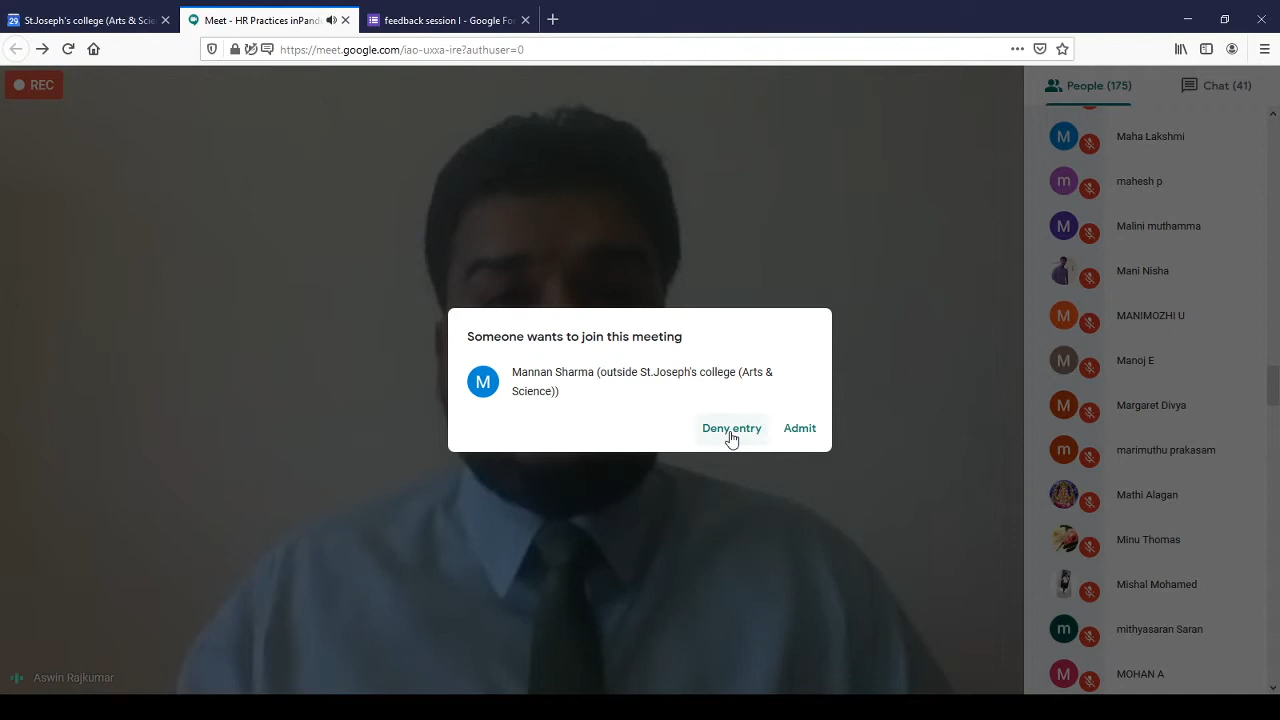 St.Joseph's college (Arts & Scie
Meet - HR Practices inPande
feedback session I - Google For
https://meet.google.com/iao-uxxa-ire?authuser=0
REC
People (175)
Chat (41)
M Maha Lakshmi
m mahesh p
M Malini muthamma
Mani Nisha
M MANIMOZHI U
M Manoj E
M Margaret Divya
m marimuthu prakasam
Mathi Alagan
Minu Thomas
Mishal Mohamed
m mithyasaran Saran
M MOHAN A
Someone wants to join this meeting
M Mannan Sharma (outside St.Joseph's college (Arts &
Science))
Deny entry Admit
Aswin Rajkumar